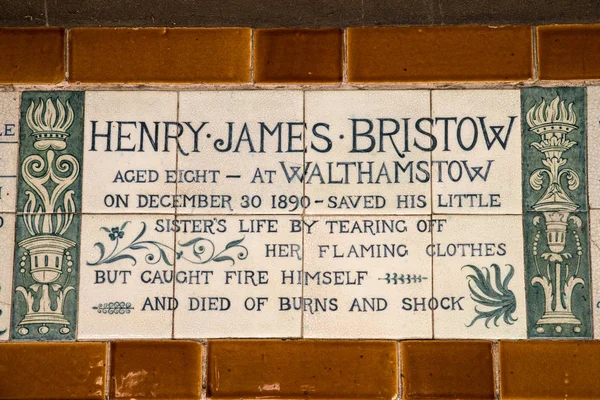 HENRY·JAMES·BRISTOW
AGED EIGHT — AT WALTHAMSTOW
ON DECEMBER 30 1890 - SAVED HIS LITTLE
SISTER'S LIFE BY TEARING OFF
HER FLAMING CLOTHES
BUT CAUGHT FIRE HIMSELF
AND DIED OF BURNS AND SHOCK